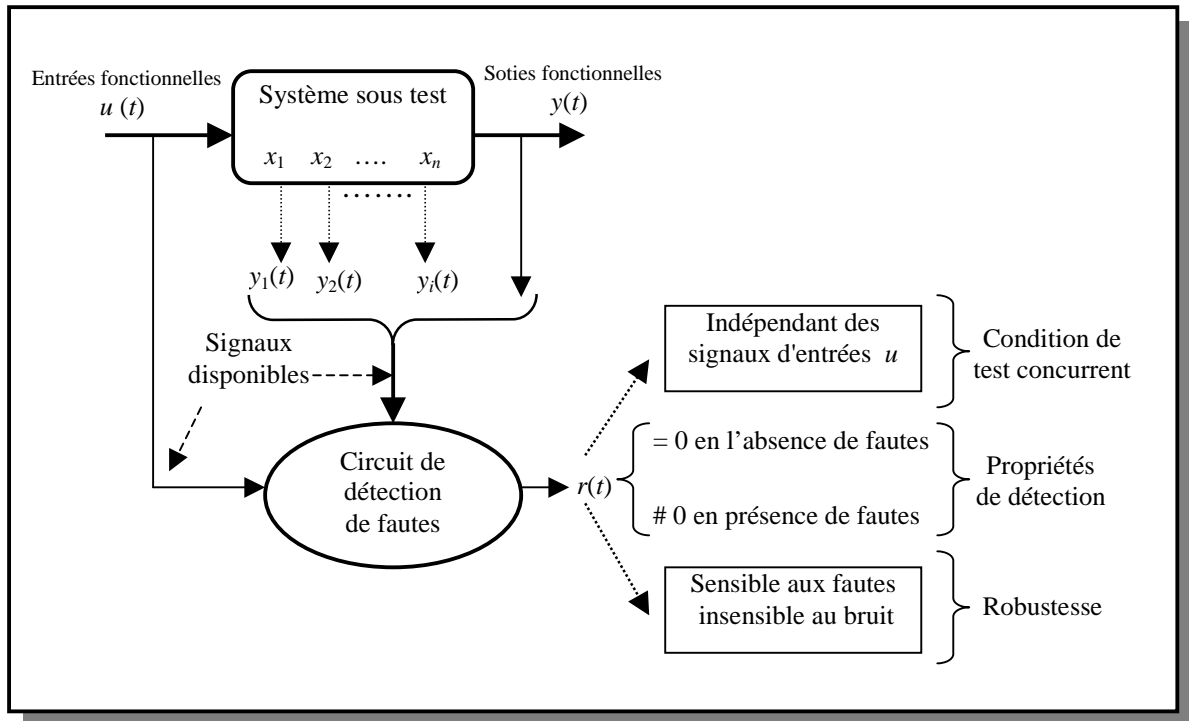 Entrées fonctionnelles
u (t)
Système sous test
Soties fonctionnelles
y(t)
x1 x2 .... xn
.......
y1(t) y2(t) yi(t)
Signaux
disponibles
Indépendant des
signaux d'entrées u
Condition de
test concurrent
Circuit de
détection
de fautes
r(t)
= 0 en l’absence de fautes
# 0 en présence de fautes
Propriétés
de détection
Sensible aux fautes
insensible au bruit
Robustesse